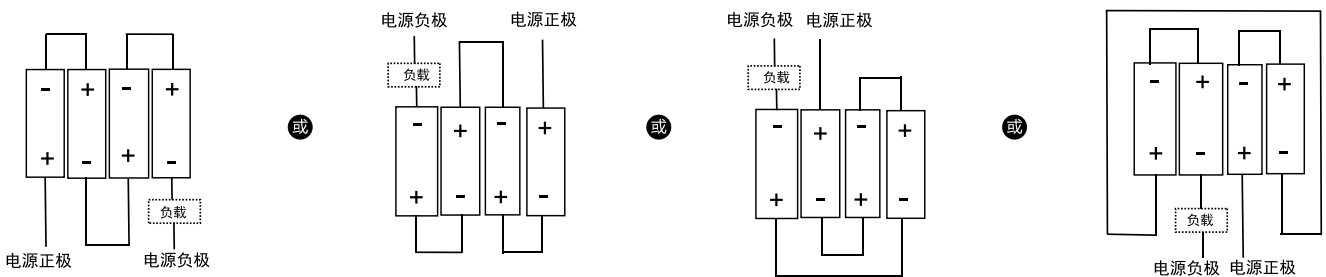 - + - +
+ - + -
负载
电源正极 电源负极
或
电源负极 电源正极
负载
- + - +
+ - + -
或
电源负极 电源正极
负载
- + - +
+ - + -
或
- + - +
+ - + -
负载
电源负极 电源正极